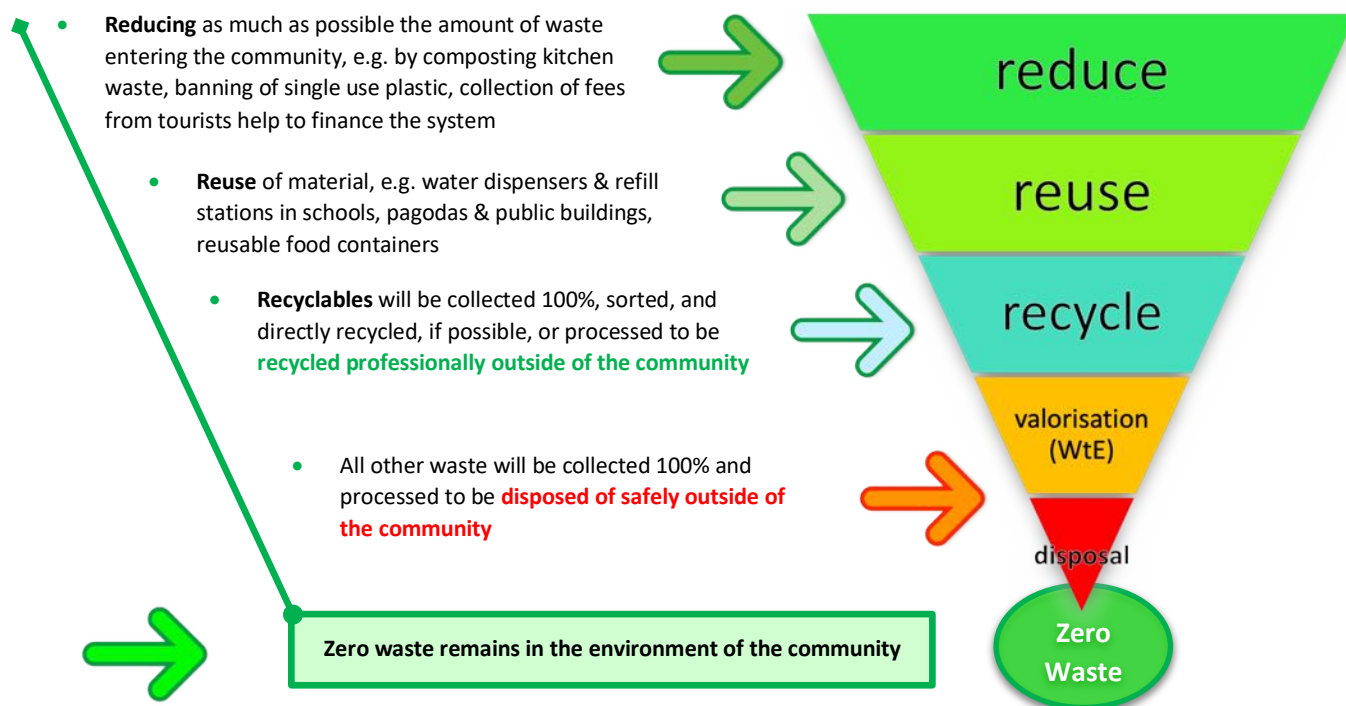 • Reducing as much as possible the amount of waste
entering the community, e.g. by composting kitchen
waste, banning of single use plastic, collection of fees
from tourists help to finance the system
• Reuse of material, e.g. water dispensers & refill
stations in schools, pagodas & public buildings,
reusable food containers
• Recyclables will be collected 100%, sorted, and
directly recycled, if possible, or processed to be
recycled professionally outside of the community
• All other waste will be collected 100% and
processed to be disposed of safely outside of
the community
Zero waste remains in the environment of the community
reduce
reuse
recycle
valorisation
(WtE)
disposal
Zero
Waste